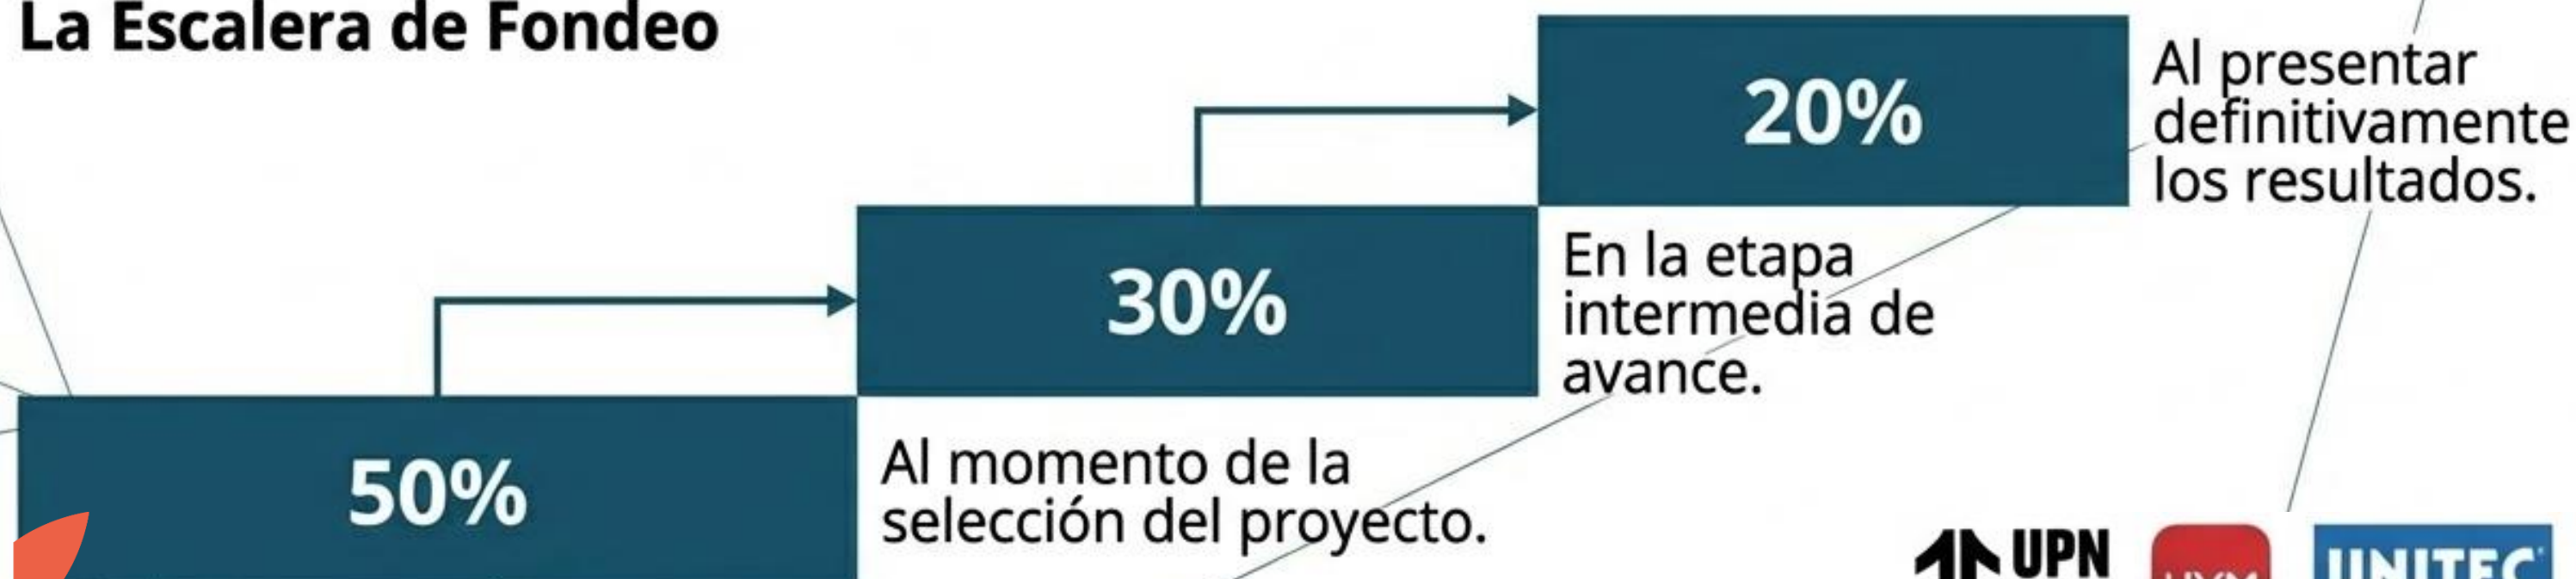 La Escalera de Fondeo
20%
Al presentar
definitivamente
los resultados.
30%
En la etapa
intermedia de
avance.
50%
Al momento de la
selección del proyecto.
UPN
UVM
UNITEC